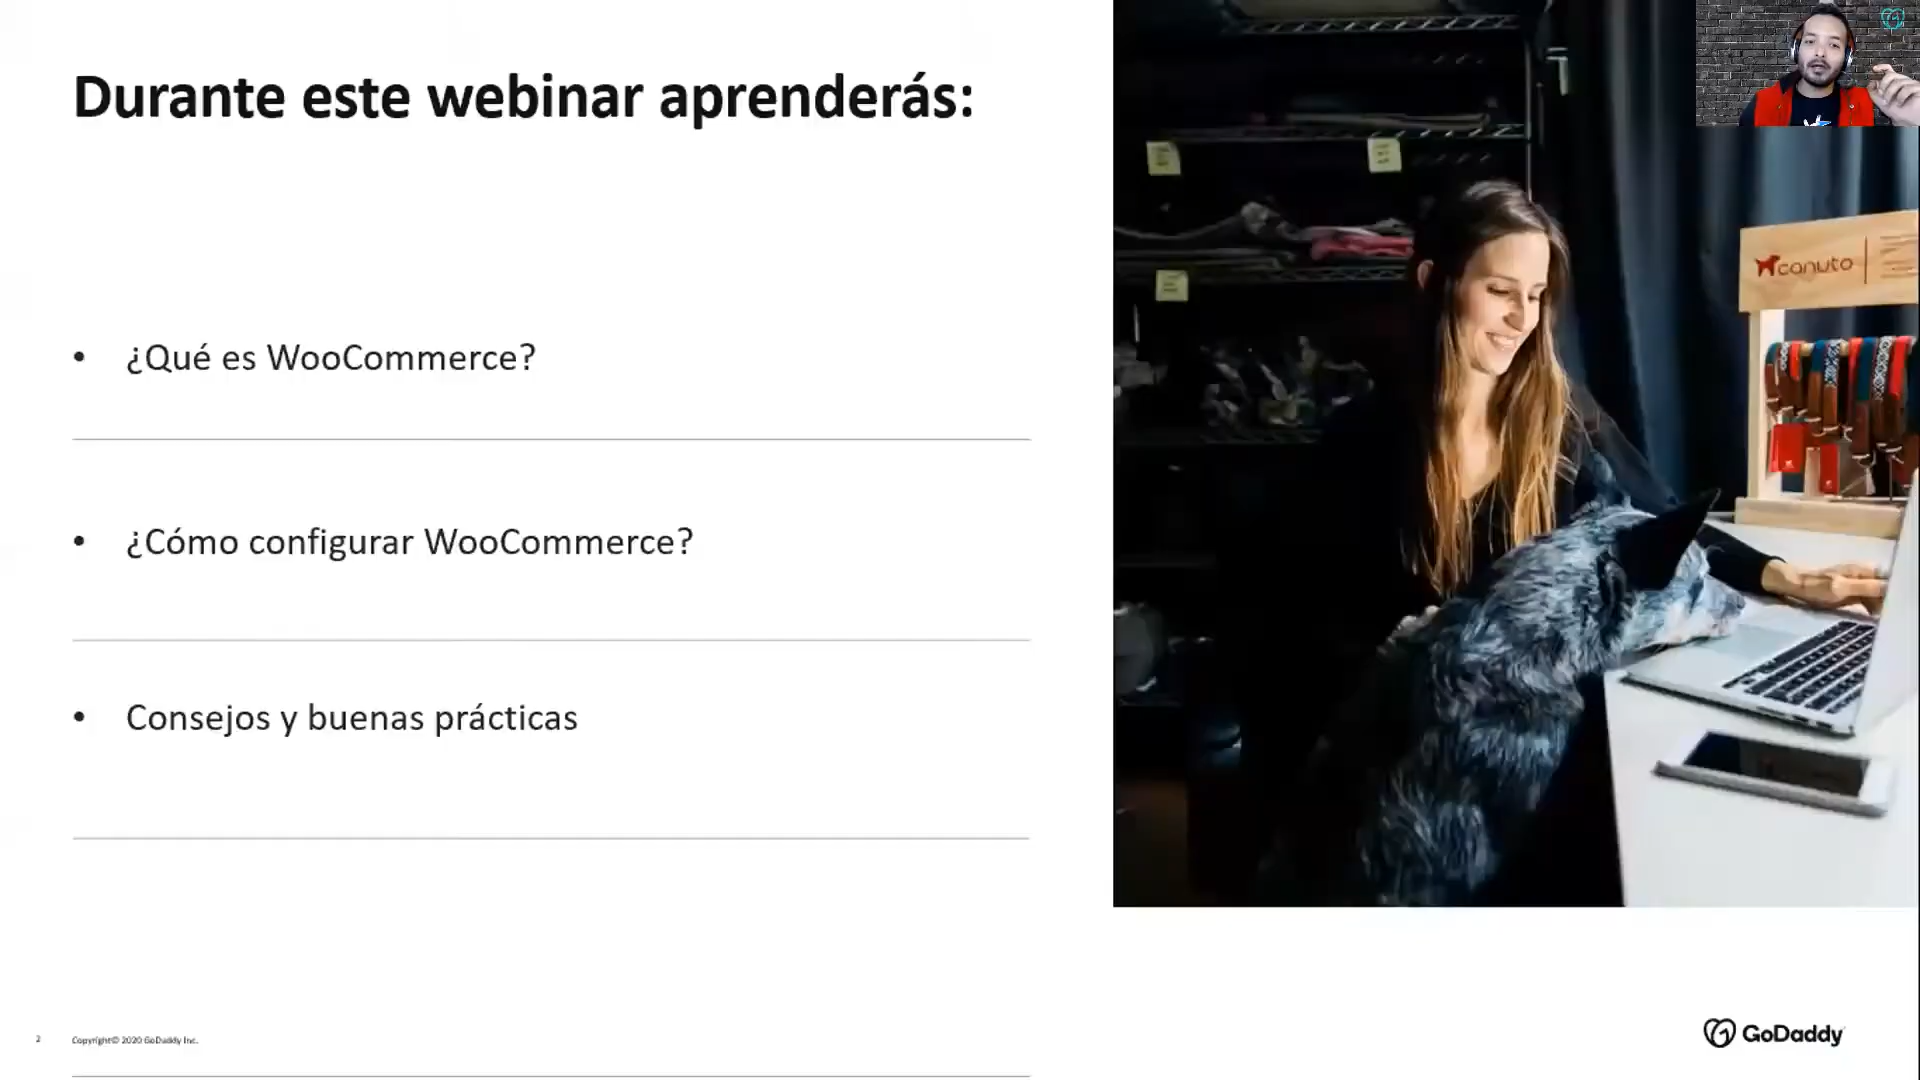 Durante este webinar aprenderás:
canuto
• ¿Qué es WooCommerce?
• ¿Cómo configurar WooCommerce?
• Consejos y buenas prácticas
2 Copyright© 2020 GoDaddy Inc.
GoDaddy